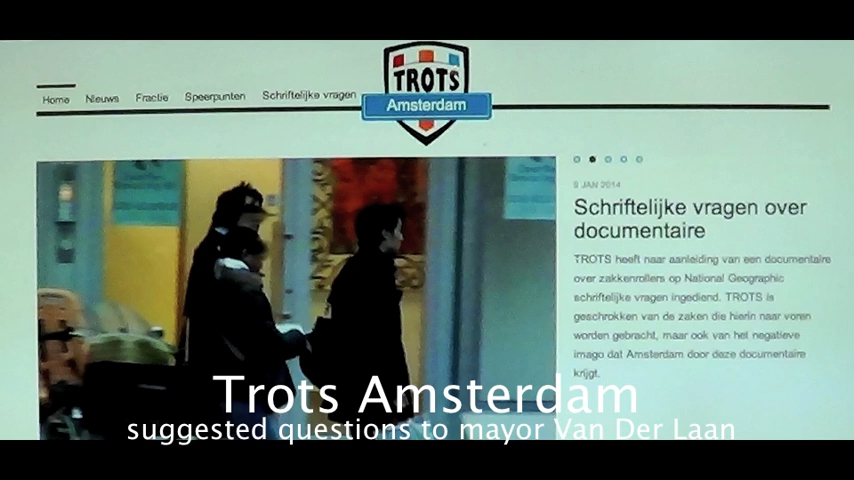 TROTS
Amsterdam
Home Nieuws Fractie Speerpunten Schriftelijke vragen
8 JAN 2014
Schriftelijke vragen over
documentaire
TROTS heeft naar aanleiding van een documentaire
over zakkenrollers op National Geographic
schriftelijke vragen ingediend. TROTS is
geschrokken van de zaken die hierin naar voren
worden gebracht, maar ook van het negatieve
imago dat Amsterdam door deze documentaire
krijgt.
Trots Amsterdam
suggested questions to mayor Van Der Laan